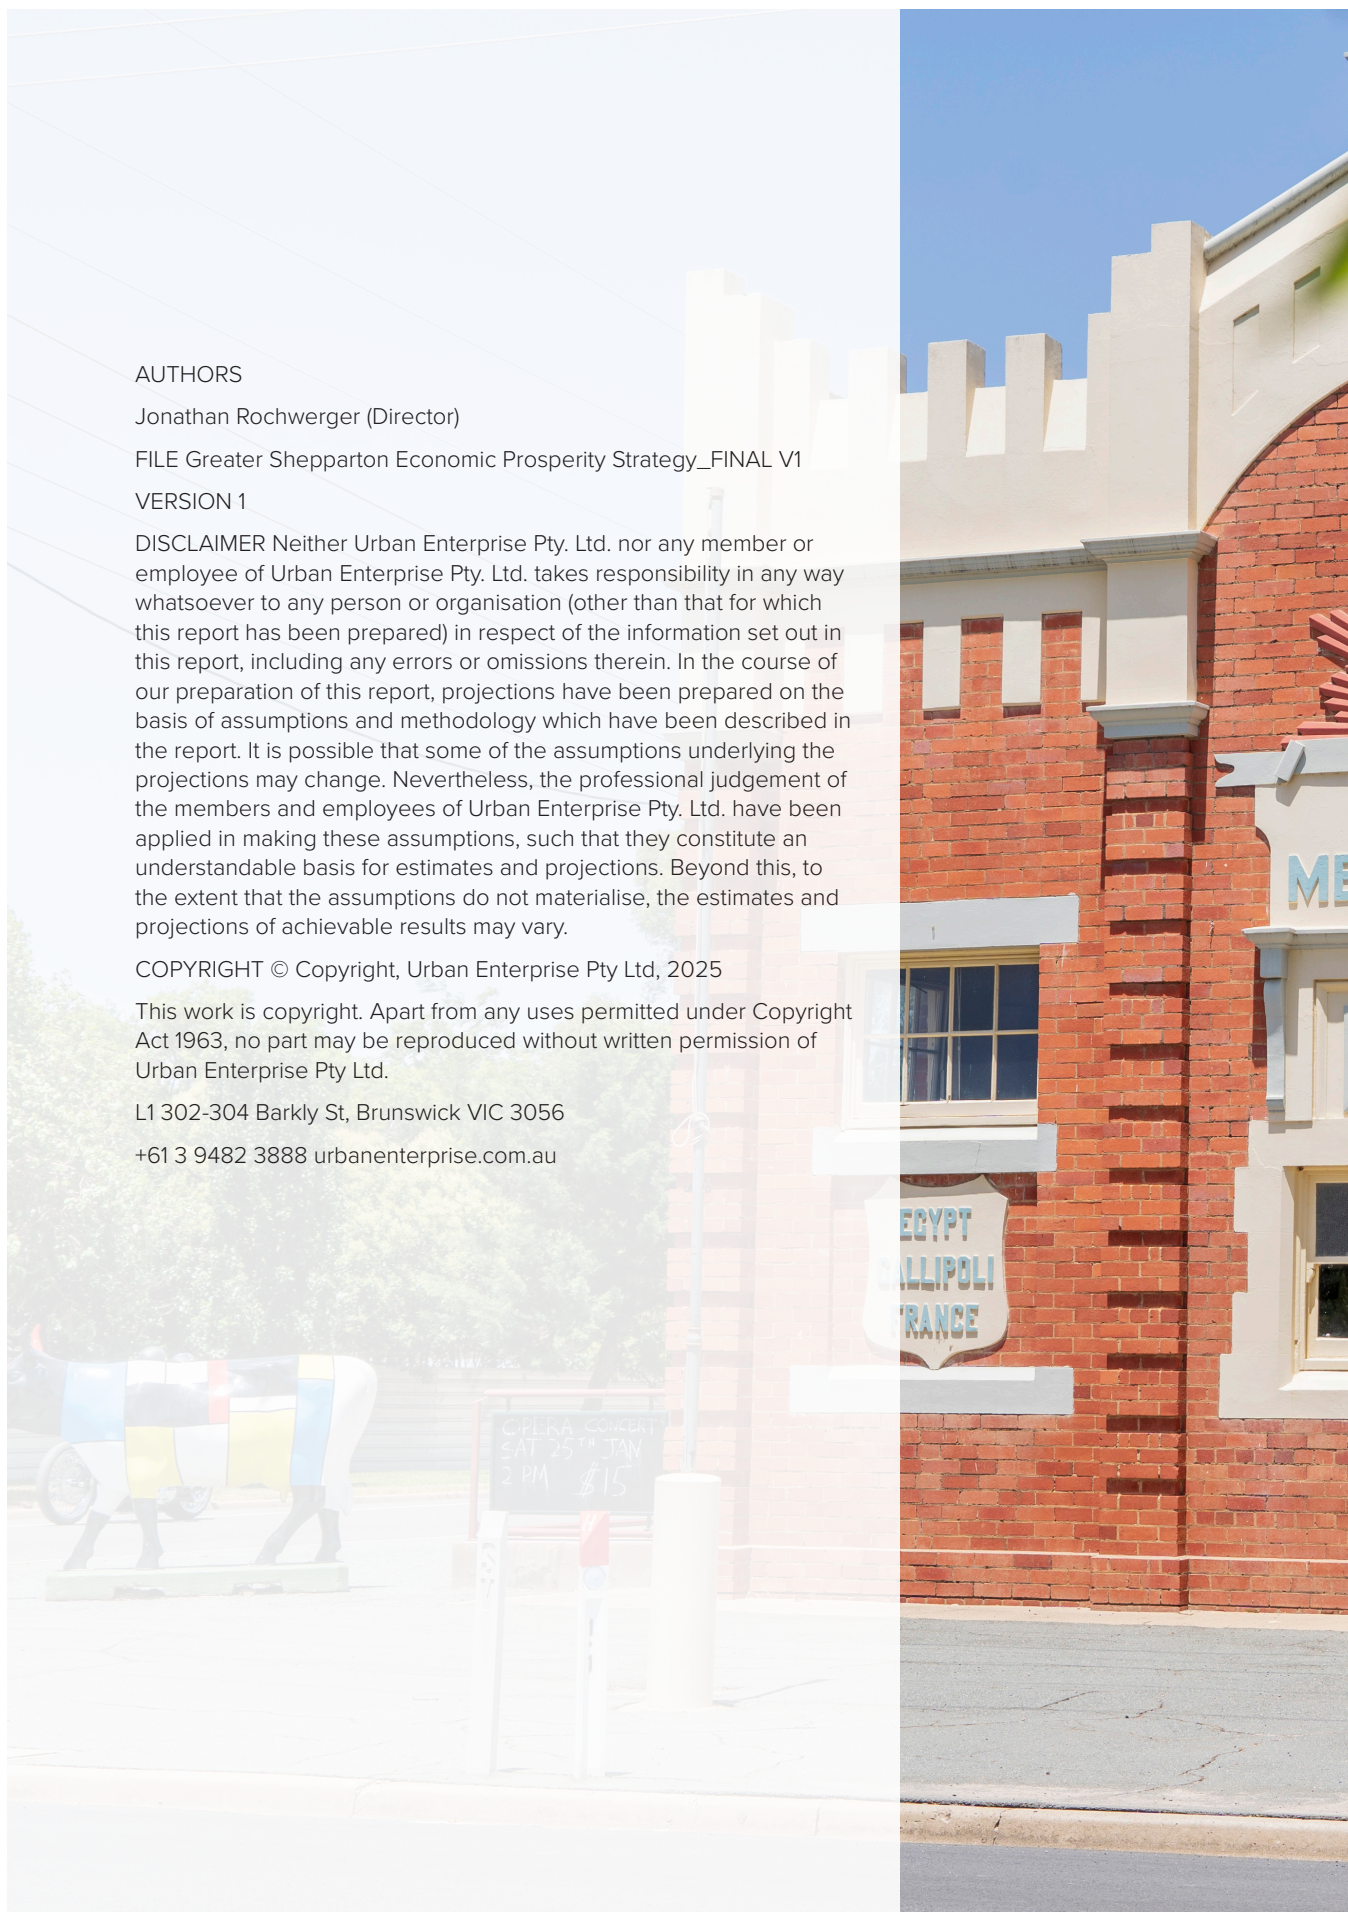 AUTHORS
Jonathan Rochwerger (Director)
FILE Greater Shepparton Economic Prosperity Strategy_FINAL V1
VERSION 1
DISCLAIMER Neither Urban Enterprise Pty. Ltd. nor any member or
employee of Urban Enterprise Pty. Ltd. takes responsibility in any way
whatsoever to any person or organisation (other than that for which
this report has been prepared) in respect of the information set out in
this report, including any errors or omissions therein. In the course of
our preparation of this report, projections have been prepared on the
basis of assumptions and methodology which have been described in
the report. It is possible that some of the assumptions underlying the
projections may change. Nevertheless, the professional judgement of
the members and employees of Urban Enterprise Pty. Ltd. have been
applied in making these assumptions, such that they constitute an
understandable basis for estimates and projections. Beyond this, to
the extent that the assumptions do not materialise, the estimates and
projections of achievable results may vary.
COPYRIGHT © Copyright, Urban Enterprise Pty Ltd, 2025
This work is copyright. Apart from any uses permitted under Copyright
Act 1963, no part may be reproduced without written permission of
Urban Enterprise Pty Ltd.
L1 302-304 Barkly St, Brunswick VIC 3056
+61 3 9482 3888 urbanenterprise.com.au
ME
EGYPT
GALLIPOLI
FRANCE
OPERA CONCERT
SAT 25TH JAN
2 PM $15